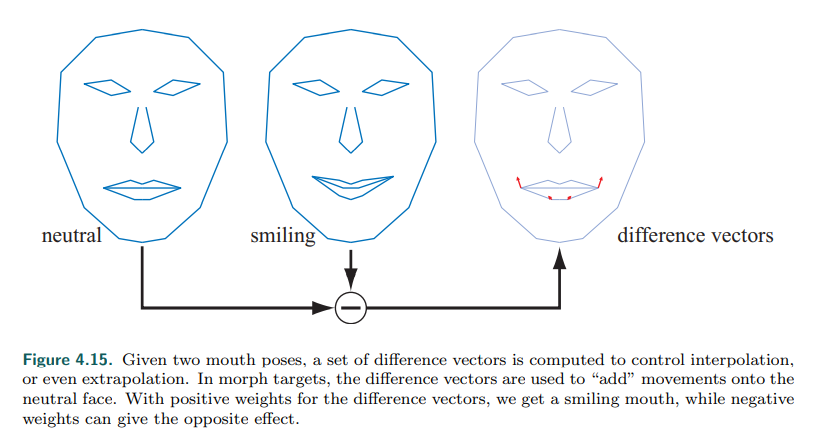 neutral
smiling
difference vectors
Figure 4.15. Given two mouth poses, a set of difference vectors is computed to control interpolation,
or even extrapolation. In morph targets, the difference vectors are used to “add” movements onto the
neutral face. With positive weights for the difference vectors, we get a smiling mouth, while negative
weights can give the opposite effect.